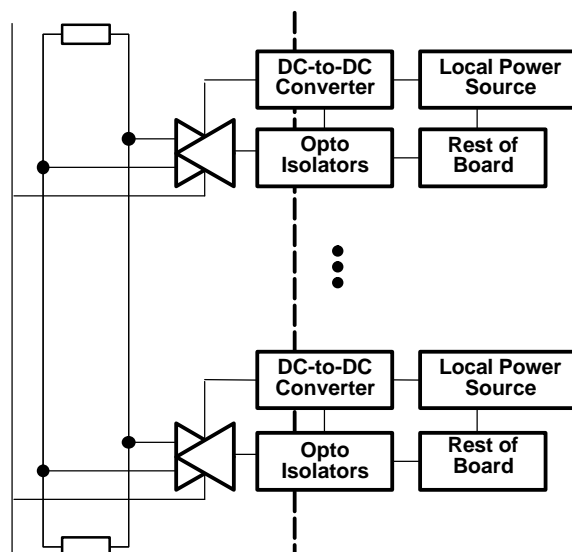 DC-to-DC
Converter
Local Power
Source
Opto
Isolators
Rest of
Board
DC-to-DC
Converter
Local Power
Source
Opto
Isolators
Rest of
Board